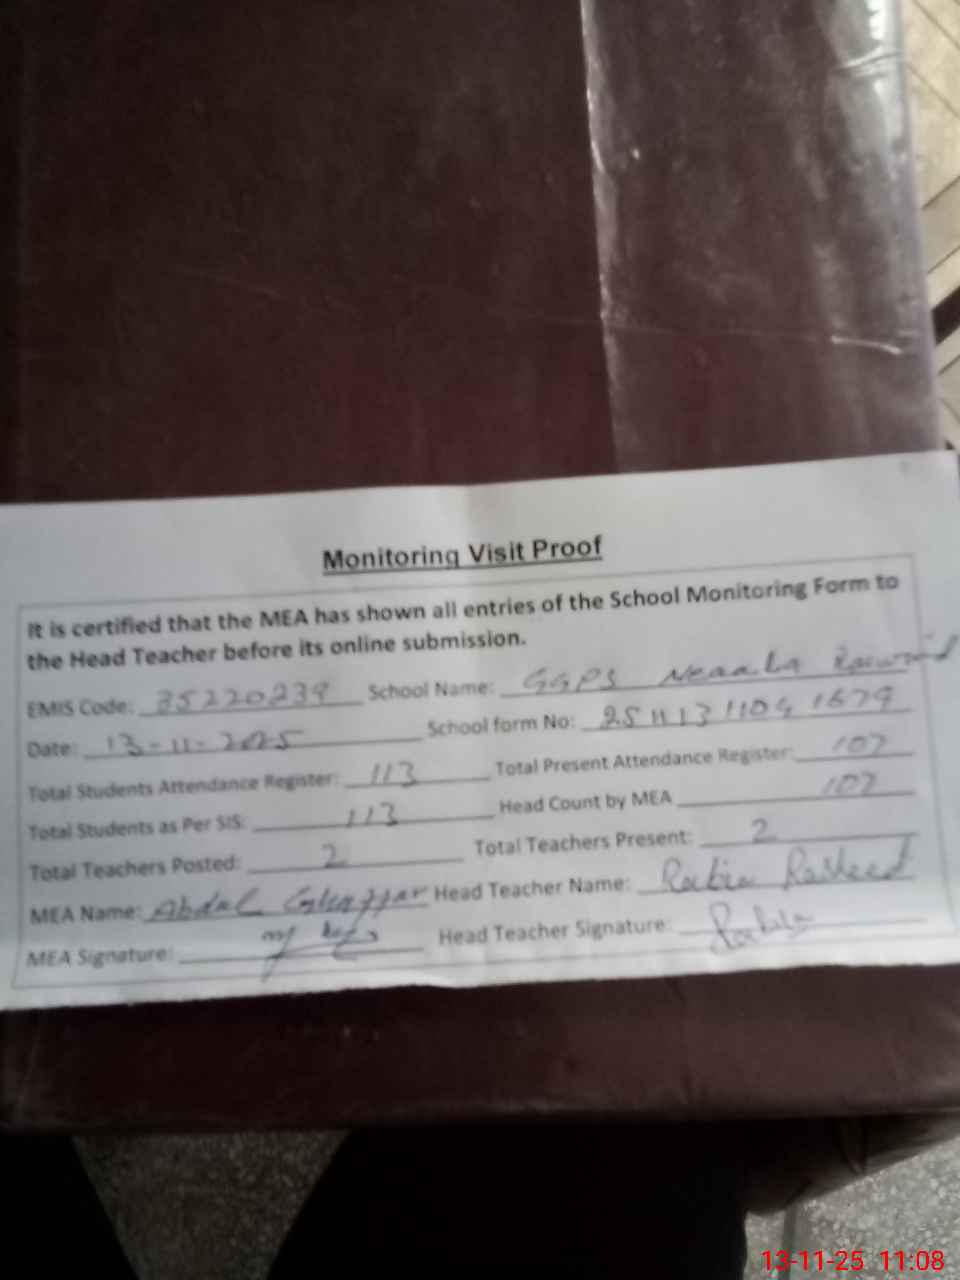 Monitoring Visit Proof
It is certified that the MEA has shown all entries of the School Monitoring Form to
the Head Teacher before its online submission.
EMIS Code: 35220239 School Name: GGPS Raiwind
Date: 13-11-2025 School form No:
Total Students Attendance Register: 113 Total Present Attendance Register: 107
Total Students as Per SIS: 113 Head Count by MEA 107
Total Teachers Posted: 2 Total Teachers Present: 2
MEA Name: Abdul Head Teacher Name: Rabia Rasheed
MEA Signature: Head Teacher Signature: Rabia
13-11-25 11:08